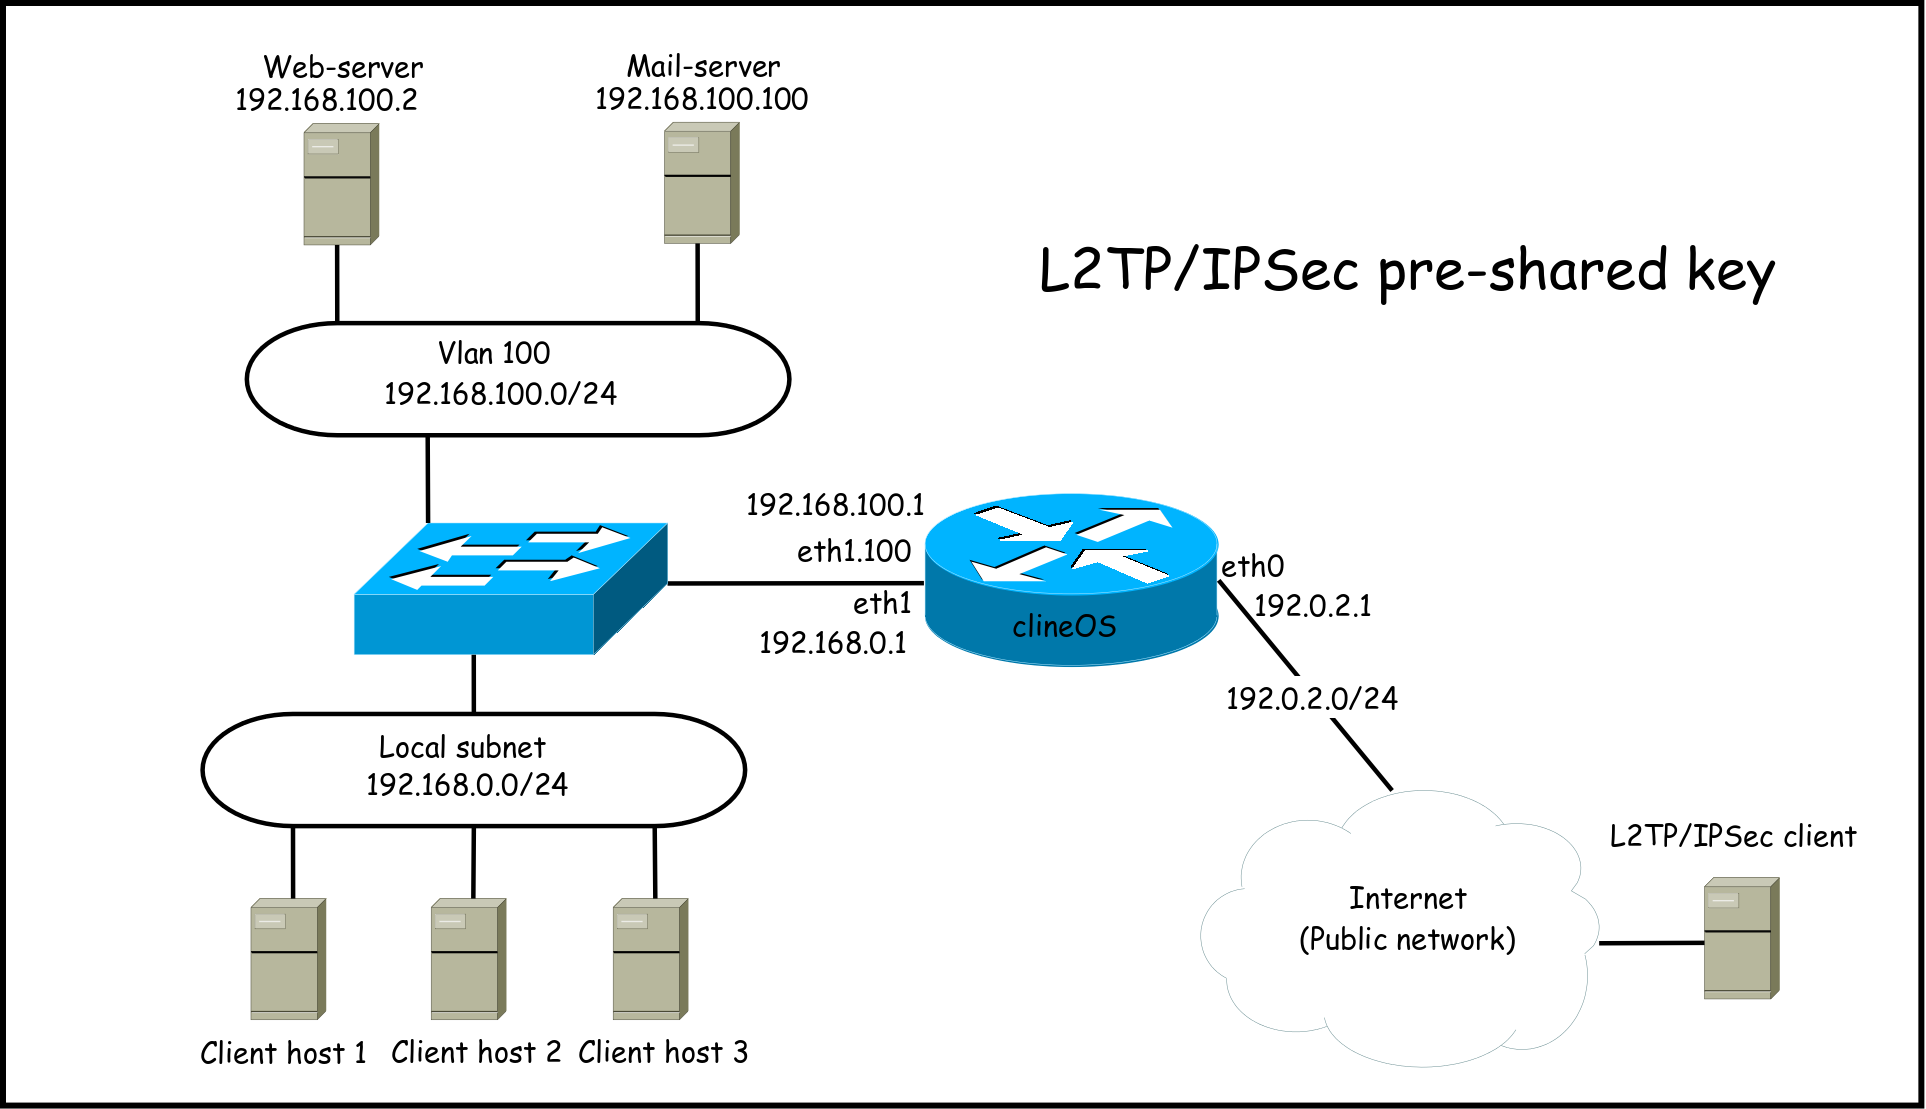 Web-server
192.168.100.2
Mail-server
192.168.100.100
L2TP/IPSec pre-shared key
Vlan 100
192.168.100.0/24
192.168.100.1
eth1.100
eth1
192.168.0.1
clineOS
eth0
192.0.2.1
192.0.2.0/24
Local subnet
192.168.0.0/24
L2TP/IPSec client
Internet
(Public network)
Client host 1
Client host 2
Client host 3